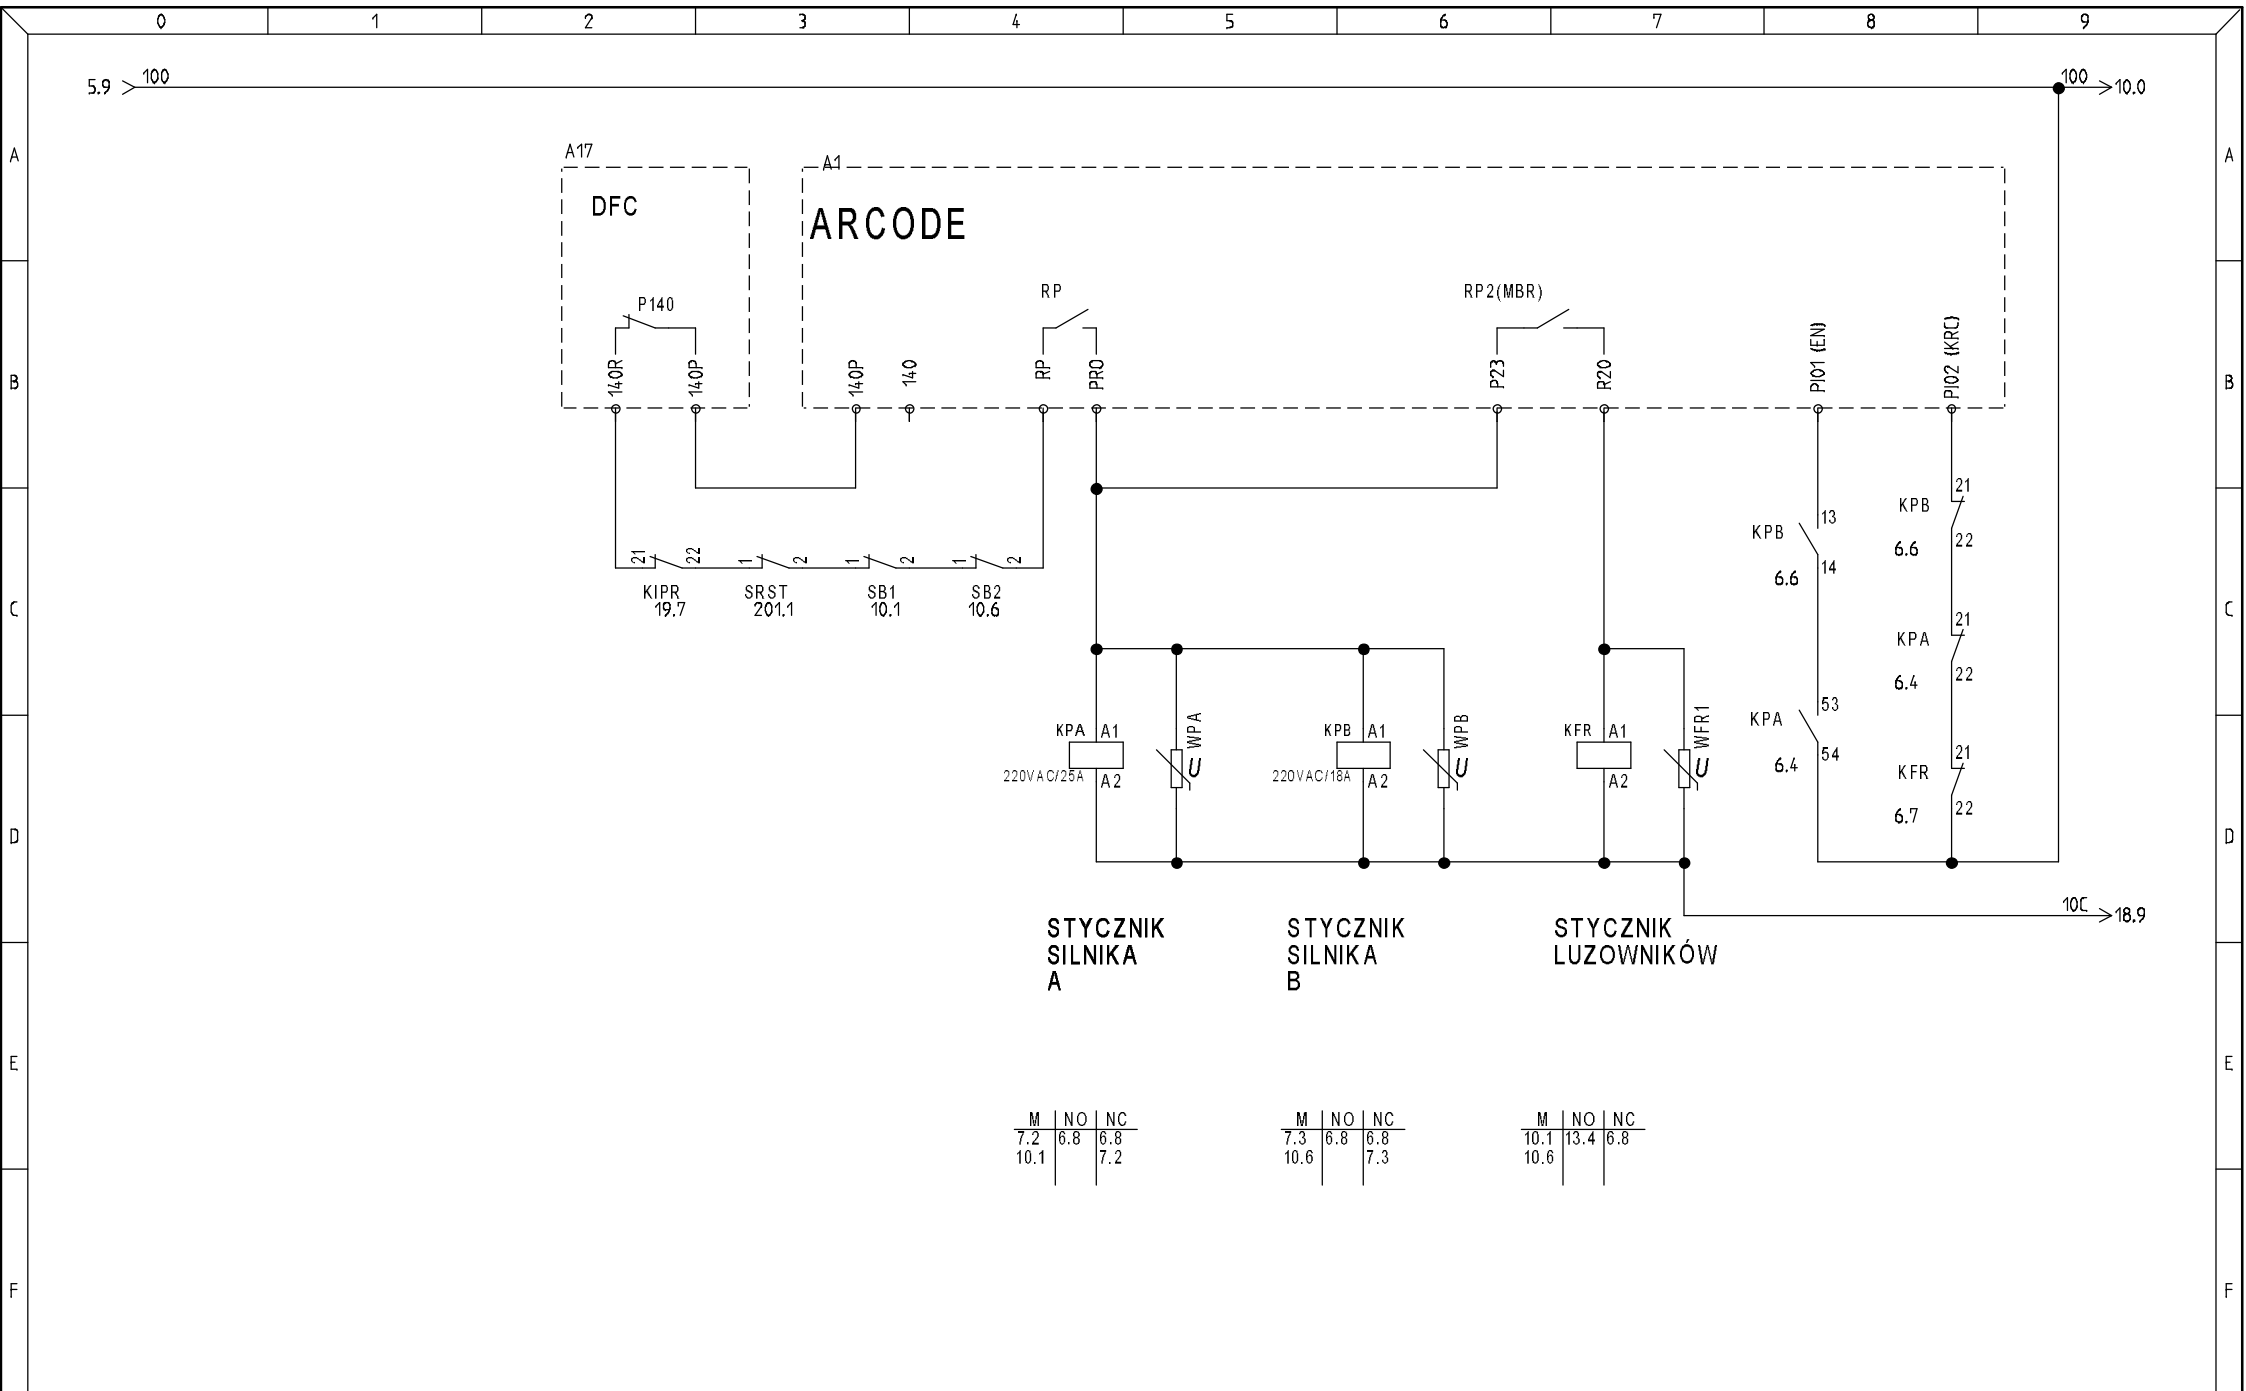 0 1 2 3 4 5 6 7 8 9
5.9 100 100 10.0
A A
A17 A1
DFC
ARCODE
P140 RP RP2(MBR)
140R 140P 140P 140 RP PRO P23 R20 PI01 (EN) PI02 (KRC)
B B
21 22 1 2 1 2 1 2
KIPR SRST SB1 SB2
19.7 201.1 10.1 10.6
KPB 13
6.6 14
KPB 21
6.6 22
C C
KPA 21
6.4 22
KPA 53
6.4 54
KFR 21
6.7 22
KPA A1 WPA KPB A1 WPB KFR A1 WFR1
220VAC/25A A2 U 220VAC/18A A2 U A2 U
D D
10C 18.9
STYCZNIK
SILNIKA
A
STYCZNIK
SILNIKA
B
STYCZNIK
LUZOWNIKÓW
E E
M NO NC
7.2 6.8 6.8
10.1 7.2
M NO NC
7.3 6.8 6.8
10.6 7.3
M NO NC
10.1 13.4 6.8
10.6
F F